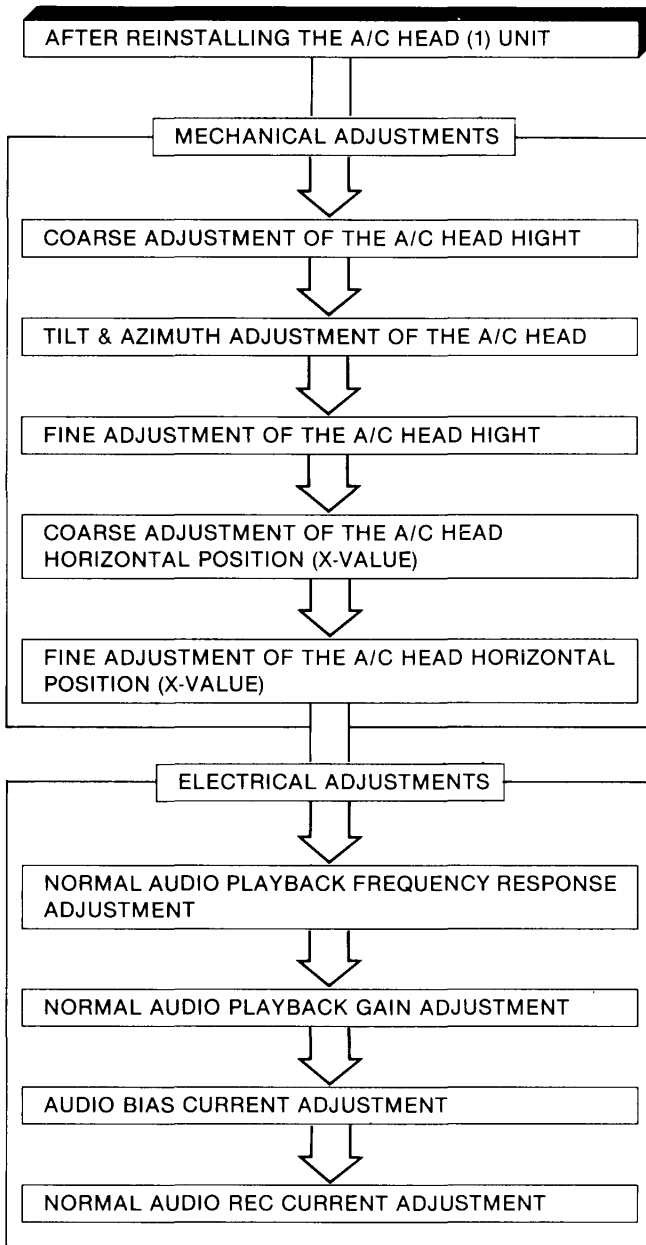 AFTER REINSTALLING THE A/C HEAD (1) UNIT
MECHANICAL ADJUSTMENTS
COARSE ADJUSTMENT OF THE A/C HEAD HIGHT
TILT & AZIMUTH ADJUSTMENT OF THE A/C HEAD
FINE ADJUSTMENT OF THE A/C HEAD HIGHT
COARSE ADJUSTMENT OF THE A/C HEAD
HORIZONTAL POSITION (X-VALUE)
FINE ADJUSTMENT OF THE A/C HEAD HORIZONTAL
POSITION (X-VALUE)
ELECTRICAL ADJUSTMENTS
NORMAL AUDIO PLAYBACK FREQUENCY RESPONSE
ADJUSTMENT
NORMAL AUDIO PLAYBACK GAIN ADJUSTMENT
AUDIO BIAS CURRENT ADJUSTMENT
NORMAL AUDIO REC CURRENT ADJUSTMENT